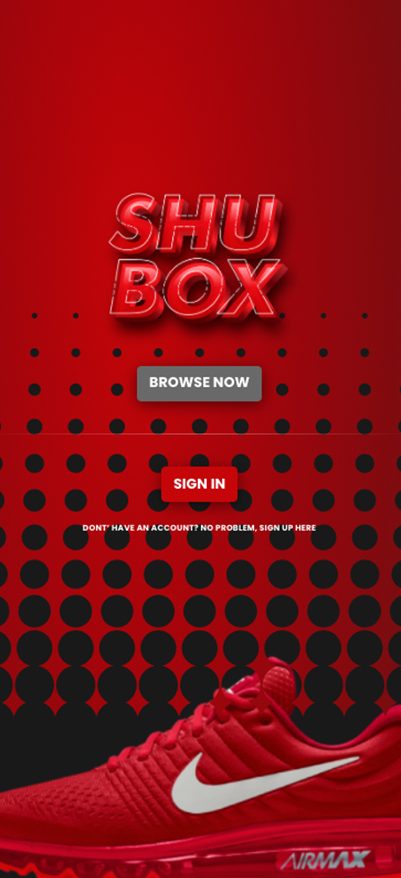 SHU
BOX
BROWSE NOW
SIGN IN
DONT' HAVE AN ACCOUNT? NO PROBLEM, SIGN UP HERE
AIRMAX